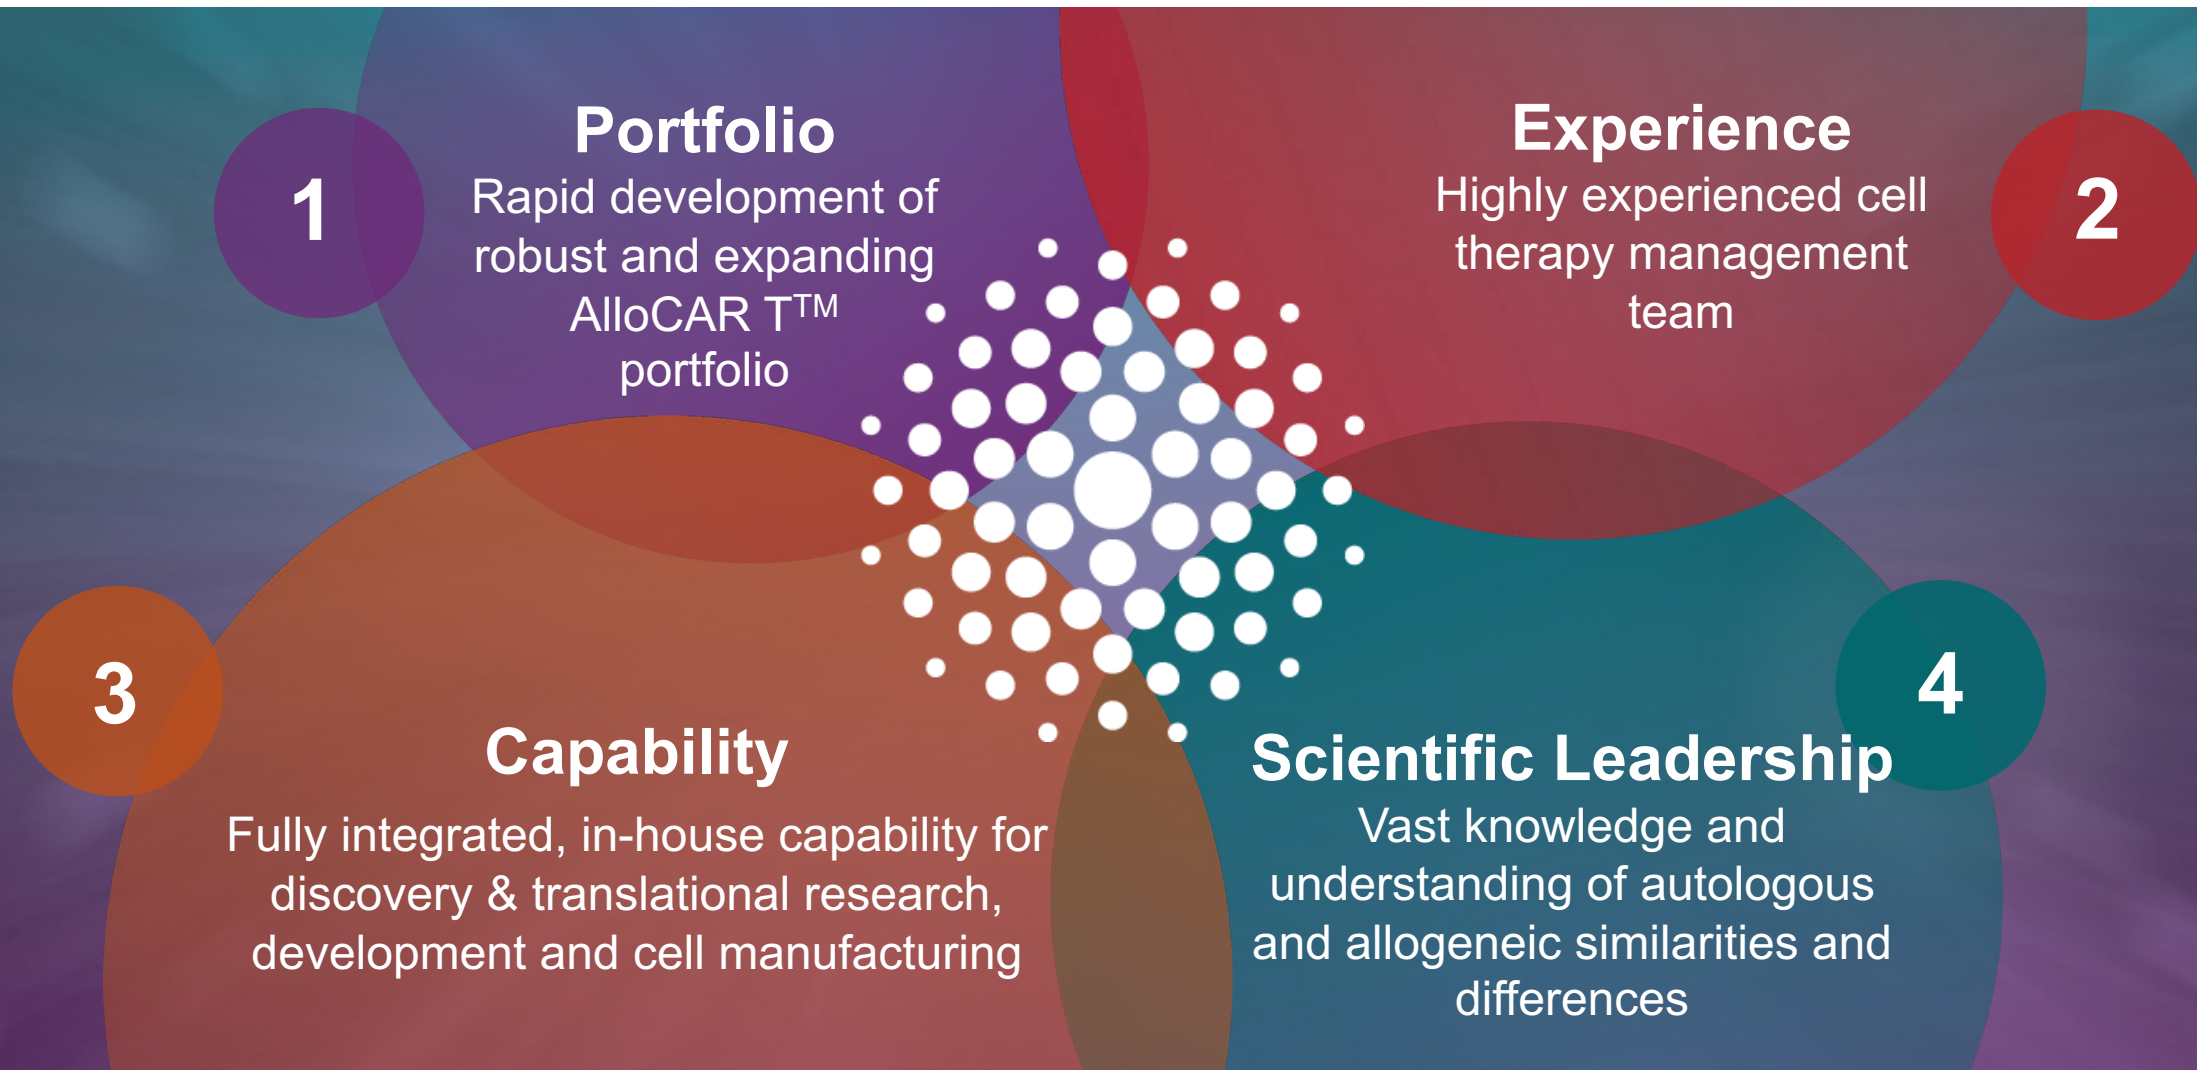 1
Portfolio
Rapid development of
robust and expanding
AlloCAR T™
portfolio
Experience
Highly experienced cell
therapy management
team
2
3
Capability
Fully integrated, in-house capability for
discovery & translational research,
development and cell manufacturing
4
Scientific Leadership
Vast knowledge and
understanding of autologous
and allogeneic similarities and
differences